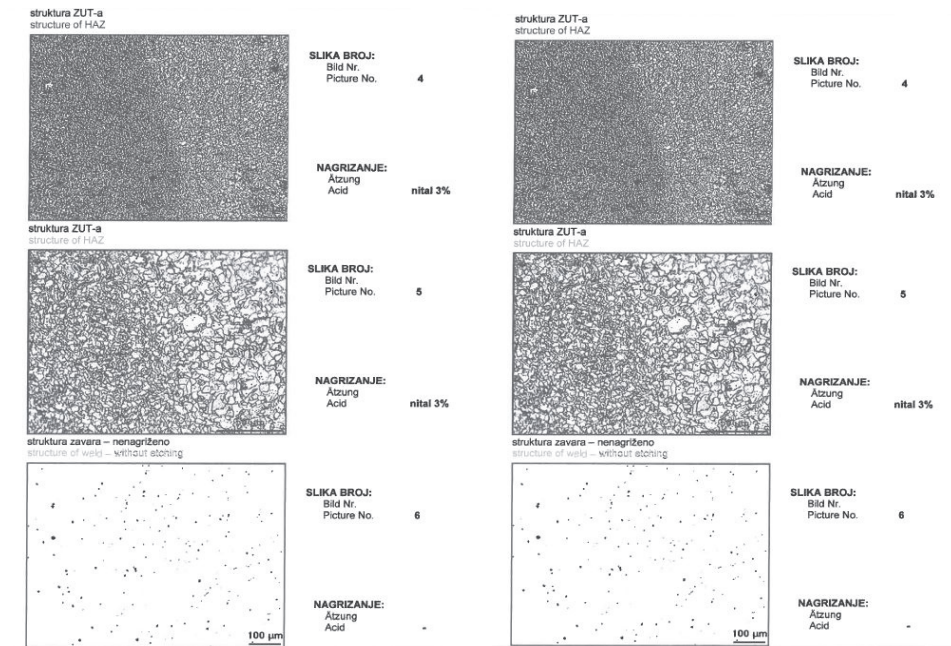 struktura ZUT-a
structure of HAZ
SLIKA BROJ:
Bild Nr.
Picture No. 4
NAGRIZANJE:
Ätzung
Acid nital 3%
struktura ZUT-a
structure of HAZ
SLIKA BROJ:
Bild Nr.
Picture No. 5
NAGRIZANJE:
Ätzung
Acid nital 3%
struktura zavara – nenagriženo
structure of weld – without etching
SLIKA BROJ:
Bild Nr.
Picture No. 6
NAGRIZANJE:
Ätzung
Acid -
100 µm
struktura ZUT-a
structure of HAZ
SLIKA BROJ:
Bild Nr.
Picture No. 4
NAGRIZANJE:
Ätzung
Acid nital 3%
struktura ZUT-a
structure of HAZ
SLIKA BROJ:
Bild Nr.
Picture No. 5
NAGRIZANJE:
Ätzung
Acid nital 3%
struktura zavara – nenagriženo
structure of weld – without etching
SLIKA BROJ:
Bild Nr.
Picture No. 6
NAGRIZANJE:
Ätzung
Acid -
100 µm